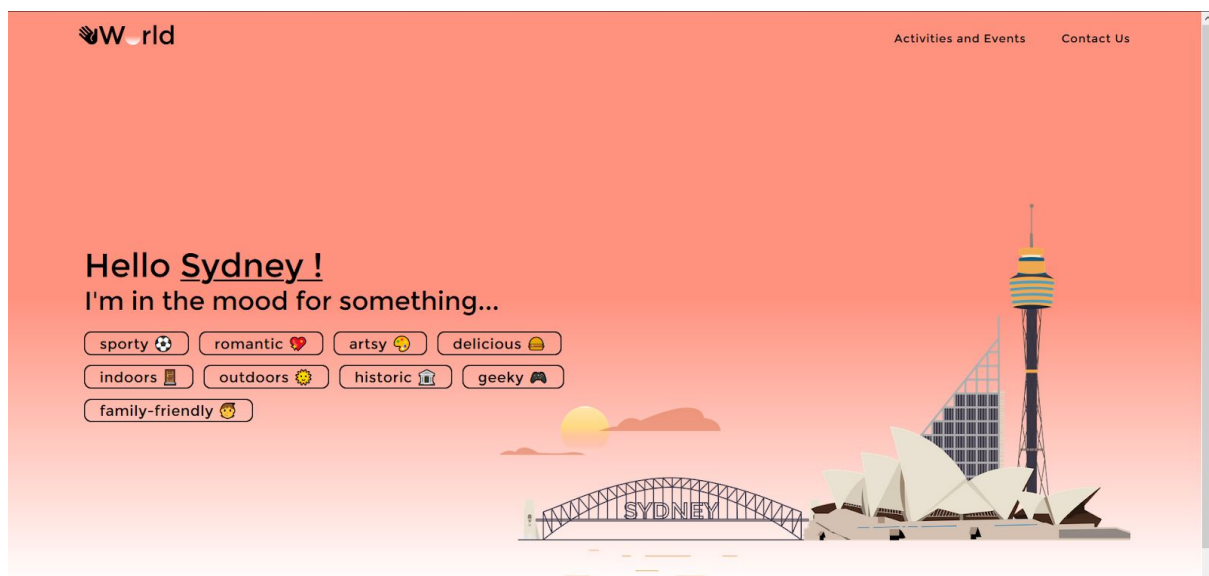 👋W rld
Activities and Events
Contact Us
Hello Sydney !
I'm in the mood for something...
sporty ⚽ romantic 💖 artsy 🎨 delicious 🍔
indoors 🚪 outdoors 🌞 historic 🏛 geeky 🎮
family-friendly 👦
SYDNEY